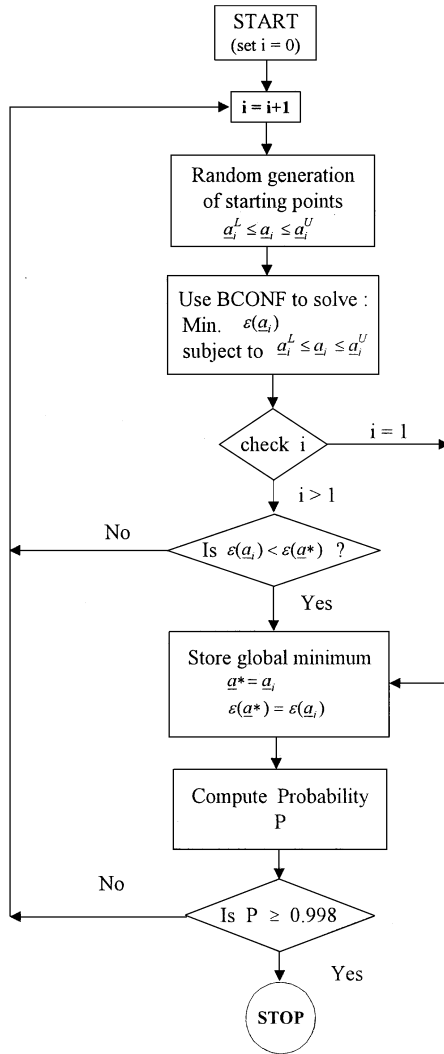 START
(set i = 0)
i = i+1
Random generation
of starting points
a_i^L ≤ a_i ≤ a_i^U
Use BCONF to solve :
Min. ε(a_i)
subject to a_i^L ≤ a_i ≤ a_i^U
check i
i = 1
i > 1
Is ε(a_i) < ε(a*) ?
No
Yes
Store global minimum
a* = a_i
ε(a*) = ε(a_i)
Compute Probability
P
No
Is P ≥ 0.998
Yes
STOP